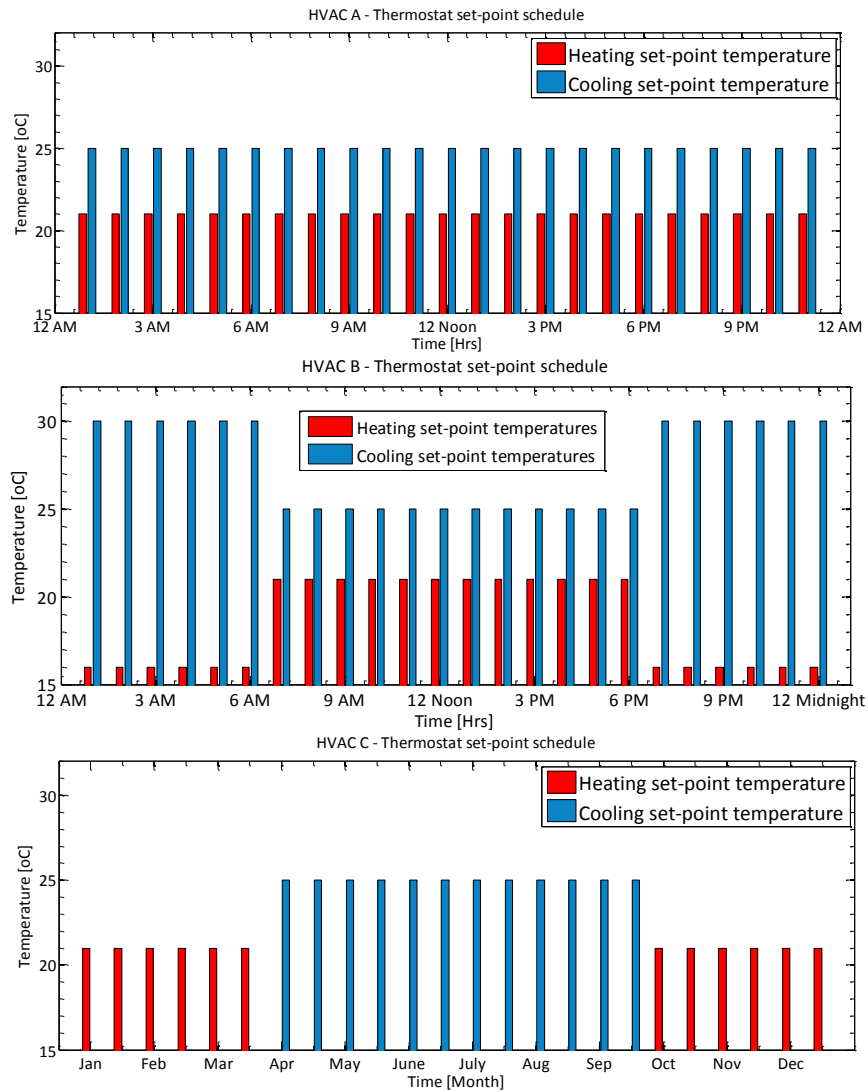 HVAC A - Thermostat set-point schedule
Heating set-point temperature
Cooling set-point temperature
Temperature [oC]
30
25
20
15
12 AM 3 AM 6 AM 9 AM 12 Noon 3 PM 6 PM 9 PM 12 AM
Time [Hrs]
HVAC B - Thermostat set-point schedule
Heating set-point temperatures
Cooling set-point temperatures
Temperature [oC]
30
25
20
15
12 AM 3 AM 6 AM 9 AM 12 Noon 3 PM 6 PM 9 PM 12 Midnight
Time [Hrs]
HVAC C - Thermostat set-point schedule
Heating set-point temperature
Cooling set-point temperature
Temperature [oC]
30
25
20
15
Jan Feb Mar Apr May June July Aug Sep Oct Nov Dec
Time [Month]